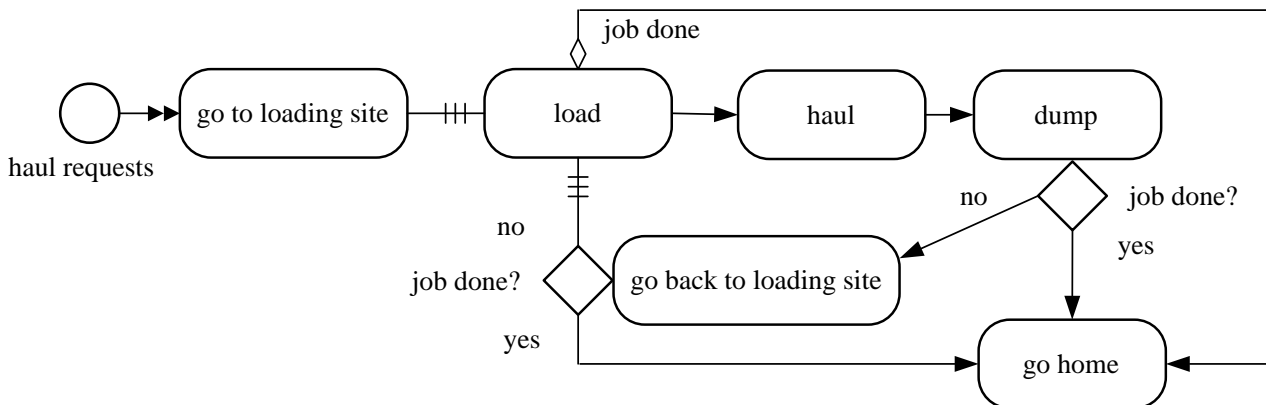 job done
go to loading site
load
haul
dump
haul requests
no
job done?
yes
no
job done?
yes
go back to loading site
go home